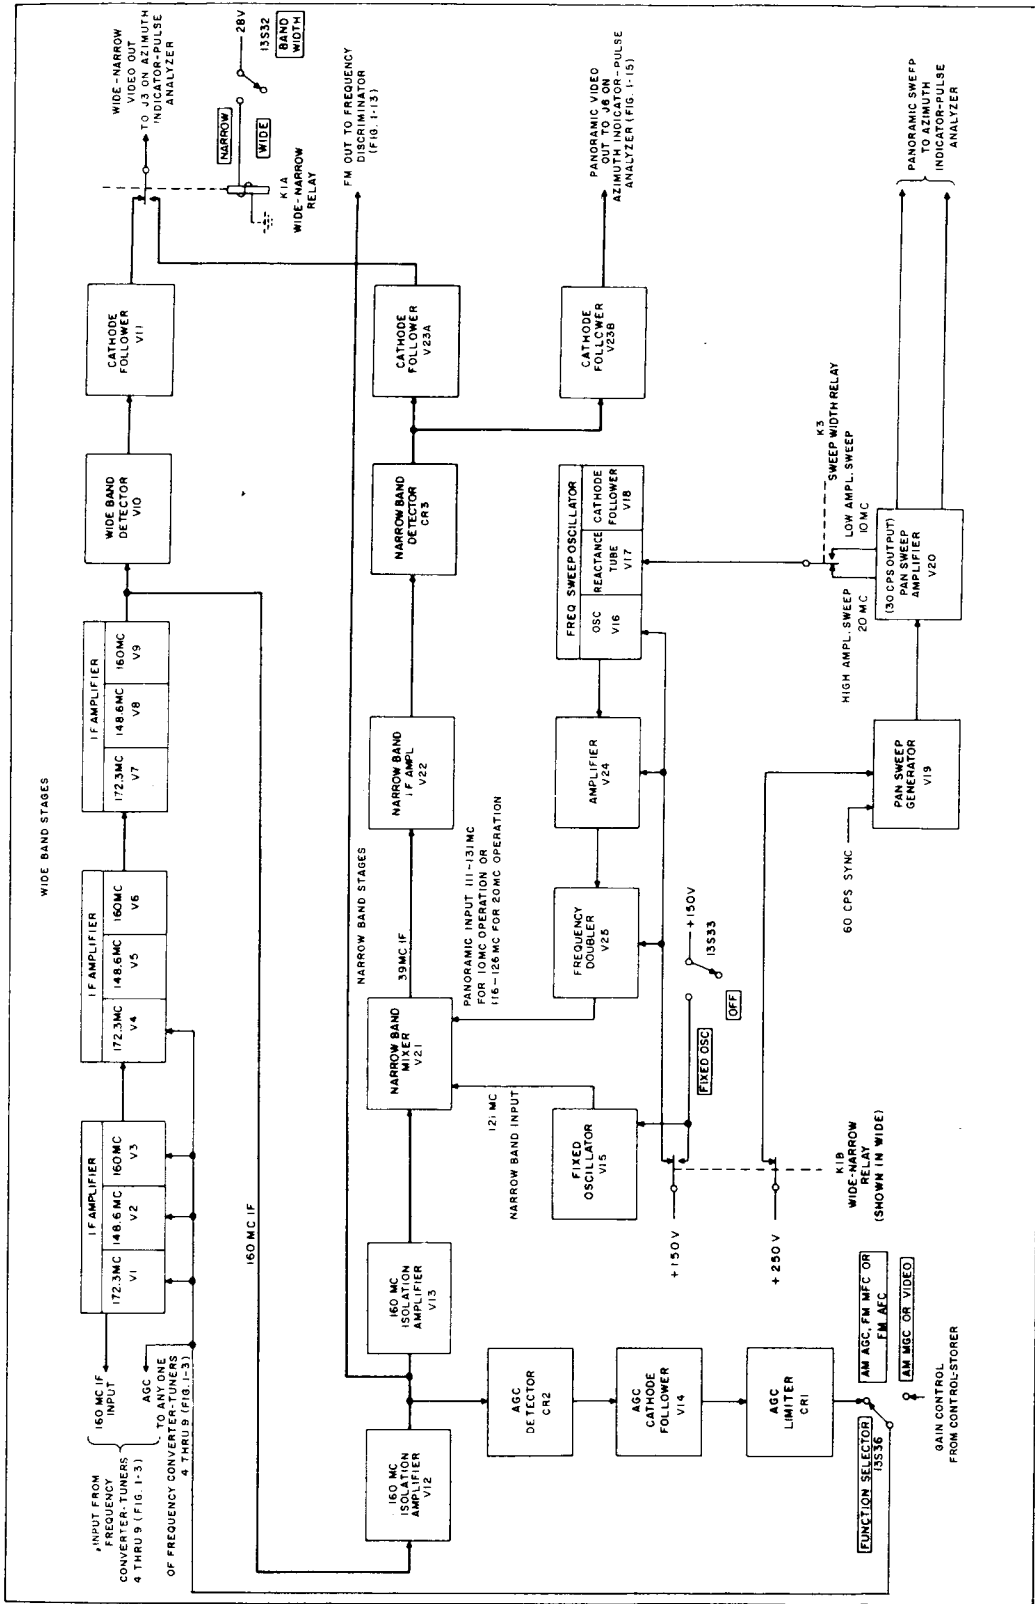 WIDE BAND STAGES
INPUT FROM
FREQUENCY
CONVERTER-TUNERS
4 THRU 9 (FIG. 1-3)
160 MC IF
INPUT
AGC
TO ANY ONE
OF FREQUENCY CONVERTER-TUNERS
4 THRU 9 (FIG. 1-3)
IF AMPLIFIER
172.3MC
V1
148.6MC
V2
160MC
V3
IF AMPLIFIER
172.3MC
V4
148.6MC
V5
160MC
V6
IF AMPLIFIER
172.3MC
V7
148.6MC
V8
160MC
V9
WIDE BAND
DETECTOR
V10
CATHODE
FOLLOWER
V11
WIDE-NARROW
VIDEO OUT
TO J3 ON AZIMUTH
INDICATOR-PULSE
ANALYZER
NARROW
WIDE
28V
13S32
BAND
WIDTH
K1A
WIDE-NARROW
RELAY
160 MC IF
FM OUT TO FREQUENCY
DISCRIMINATOR
(FIG. 1-13)
NARROW BAND STAGES
160 MC
ISOLATION
AMPLIFIER
V12
160 MC
ISOLATION
AMPLIFIER
V13
NARROW BAND
MIXER
V21
39MC IF
NARROW BAND
IF AMPL
V22
NARROW BAND
DETECTOR
CR3
CATHODE
FOLLOWER
V23A
CATHODE
FOLLOWER
V23B
PANORAMIC VIDEO
OUT TO J6 ON
AZIMUTH INDICATOR-PULSE
ANALYZER (FIG. 1-15)
PANORAMIC INPUT 111-131MC
FOR 10MC OPERATION OR
116-126MC FOR 20MC OPERATION
121 MC
NARROW BAND INPUT
AGC
DETECTOR
CR2
AGC
CATHODE
FOLLOWER
V14
AGC
LIMITER
CR1
FIXED
OSCILLATOR
V15
FREQUENCY
DOUBLER
V25
AMPLIFIER
V24
FREQ SWEEP OSCILLATOR
OSC
V16
REACTANCE
TUBE
V17
CATHODE
FOLLOWER
V18
FIXED OSC
OFF
+150V
13S33
+150V
+250V
K1B
WIDE-NARROW
RELAY
(SHOWN IN WIDE)
60 CPS SYNC
PAN SWEEP
GENERATOR
V19
(30 CPS OUTPUT)
PAN SWEEP
AMPLIFIER
V20
HIGH AMPL. SWEEP
20 MC
LOW AMPL. SWEEP
10 MC
K3
SWEEP WIDTH RELAY
PANORAMIC SWEEP
TO AZIMUTH
INDICATOR-PULSE
ANALYZER
FUNCTION SELECTOR
13S36
AM AGC, FM MFC OR
FM AFC
AM MGC OR VIDEO
GAIN CONTROL
FROM CONTROL-STORER